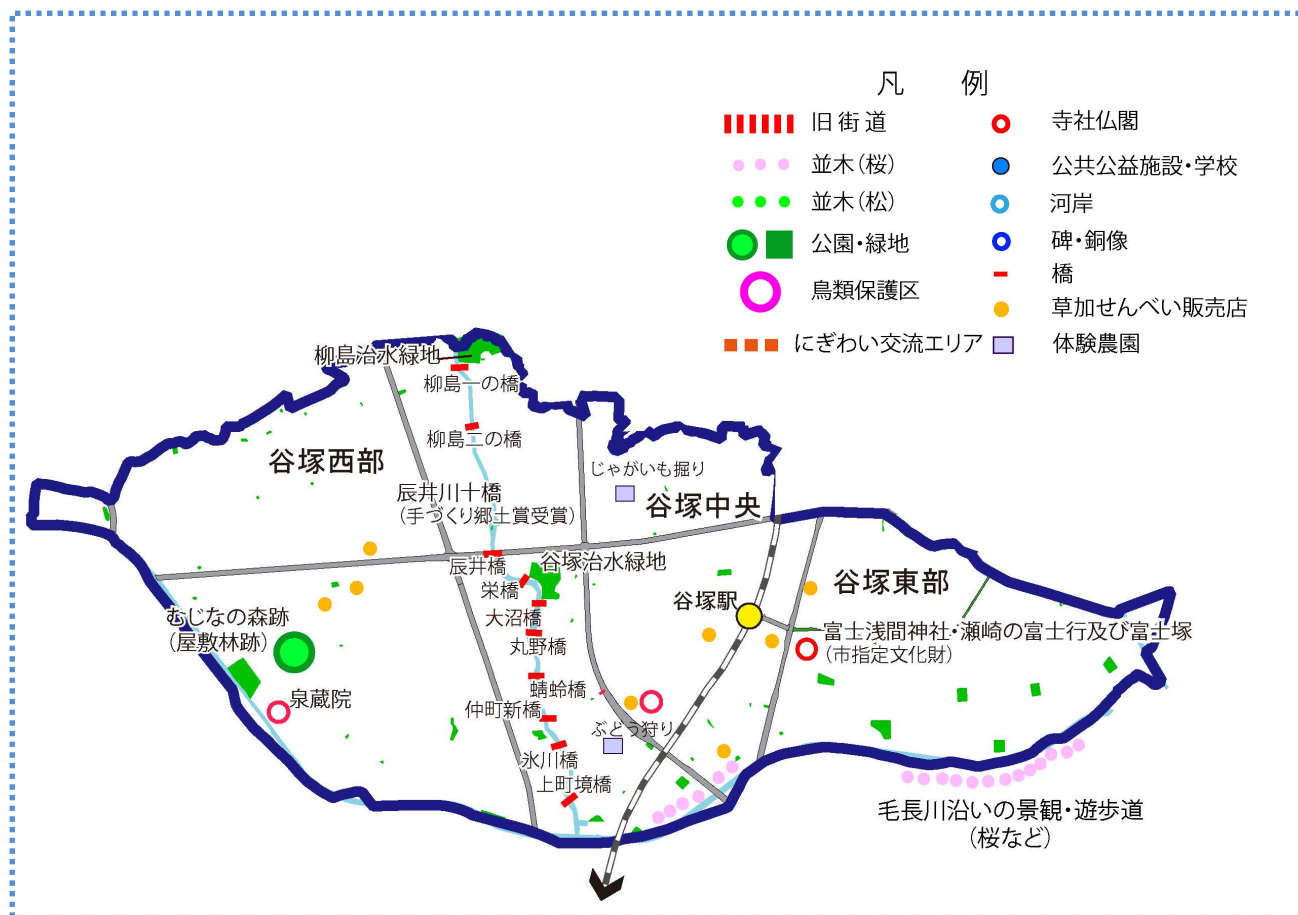 凡 例
旧街道
並木(桜)
並木(松)
公園・緑地
鳥類保護区
にぎわい交流エリア
寺社仏閣
公共公益施設・学校
河岸
碑・銅像
橋
草加せんべい販売店
体験農園
柳島治水緑地
柳島一の橋
柳島二の橋
谷塚西部
じゃがいも掘り
辰井川十橋
(手づくり郷土賞受賞)
谷塚中央
辰井橋
谷塚治水緑地
栄橋
谷塚東部
谷塚駅
むじなの森跡
(屋敷林跡)
大沼橋
富士浅間神社・瀬崎の富士行及び富士塚
(市指定文化財)
丸野橋
蜻蛉橋
泉蔵院
仲町新橋
ぶどう狩り
氷川橋
上町境橋
毛長川沿いの景観・遊歩道
(桜など)